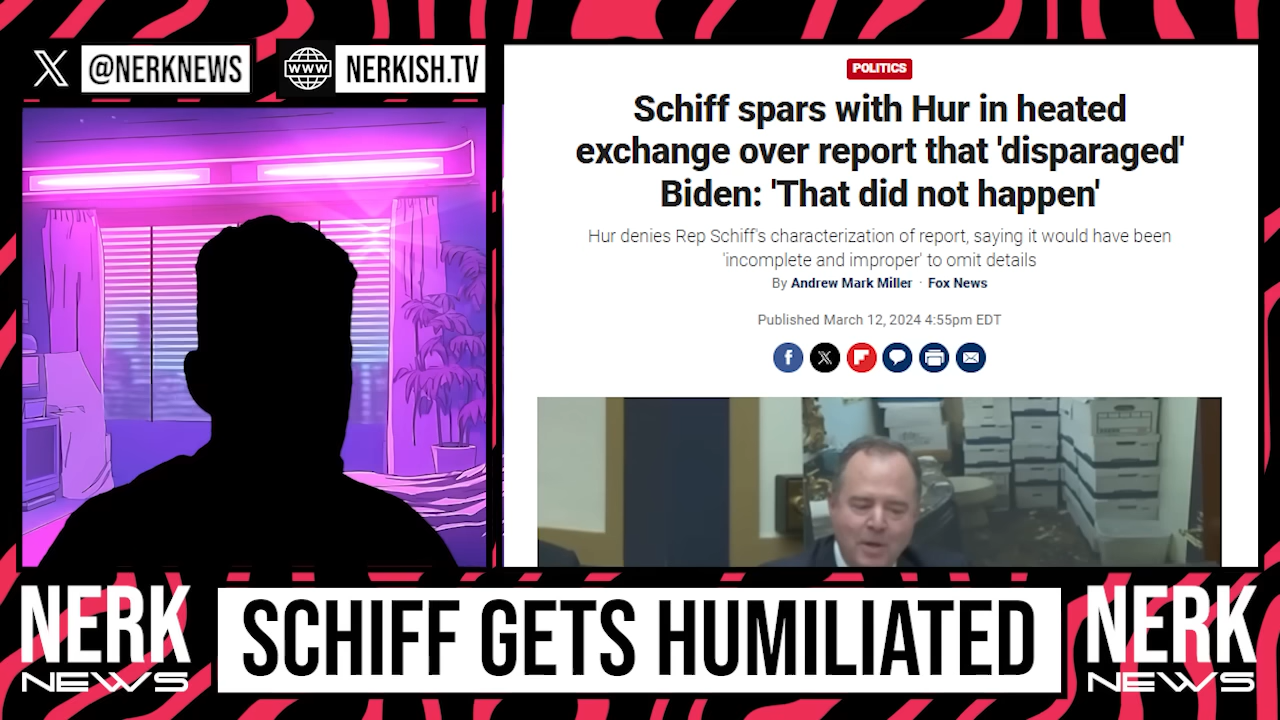 @NERKNEWS
WWW
NERKISH.TV
POLITICS
Schiff spars with Hur in heated
exchange over report that 'disparaged'
Biden: 'That did not happen'
Hur denies Rep Schiff's characterization of report, saying it would have been
'incomplete and improper' to omit details
By Andrew Mark Miller · Fox News
Published March 12, 2024 4:55pm EDT
NERK
NEWS
SCHIFF GETS HUMILIATED
NERK
NEWS